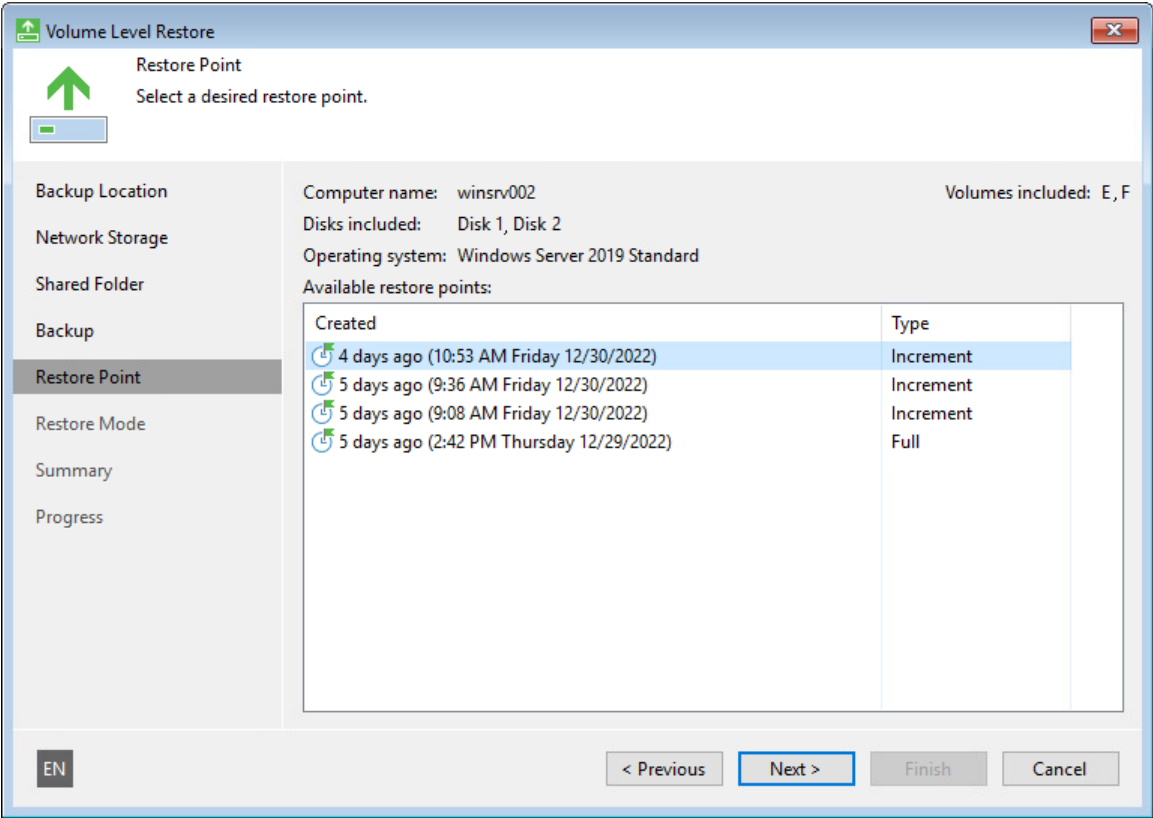 Volume Level Restore
Restore Point
Select a desired restore point.
Backup Location
Network Storage
Shared Folder
Backup
Restore Point
Restore Mode
Summary
Progress
Computer name: winsrv002 Volumes included: E, F
Disks included: Disk 1, Disk 2
Operating system: Windows Server 2019 Standard
Available restore points:
Created Type
4 days ago (10:53 AM Friday 12/30/2022) Increment
5 days ago (9:36 AM Friday 12/30/2022) Increment
5 days ago (9:08 AM Friday 12/30/2022) Increment
5 days ago (2:42 PM Thursday 12/29/2022) Full
EN < Previous Next > Finish Cancel